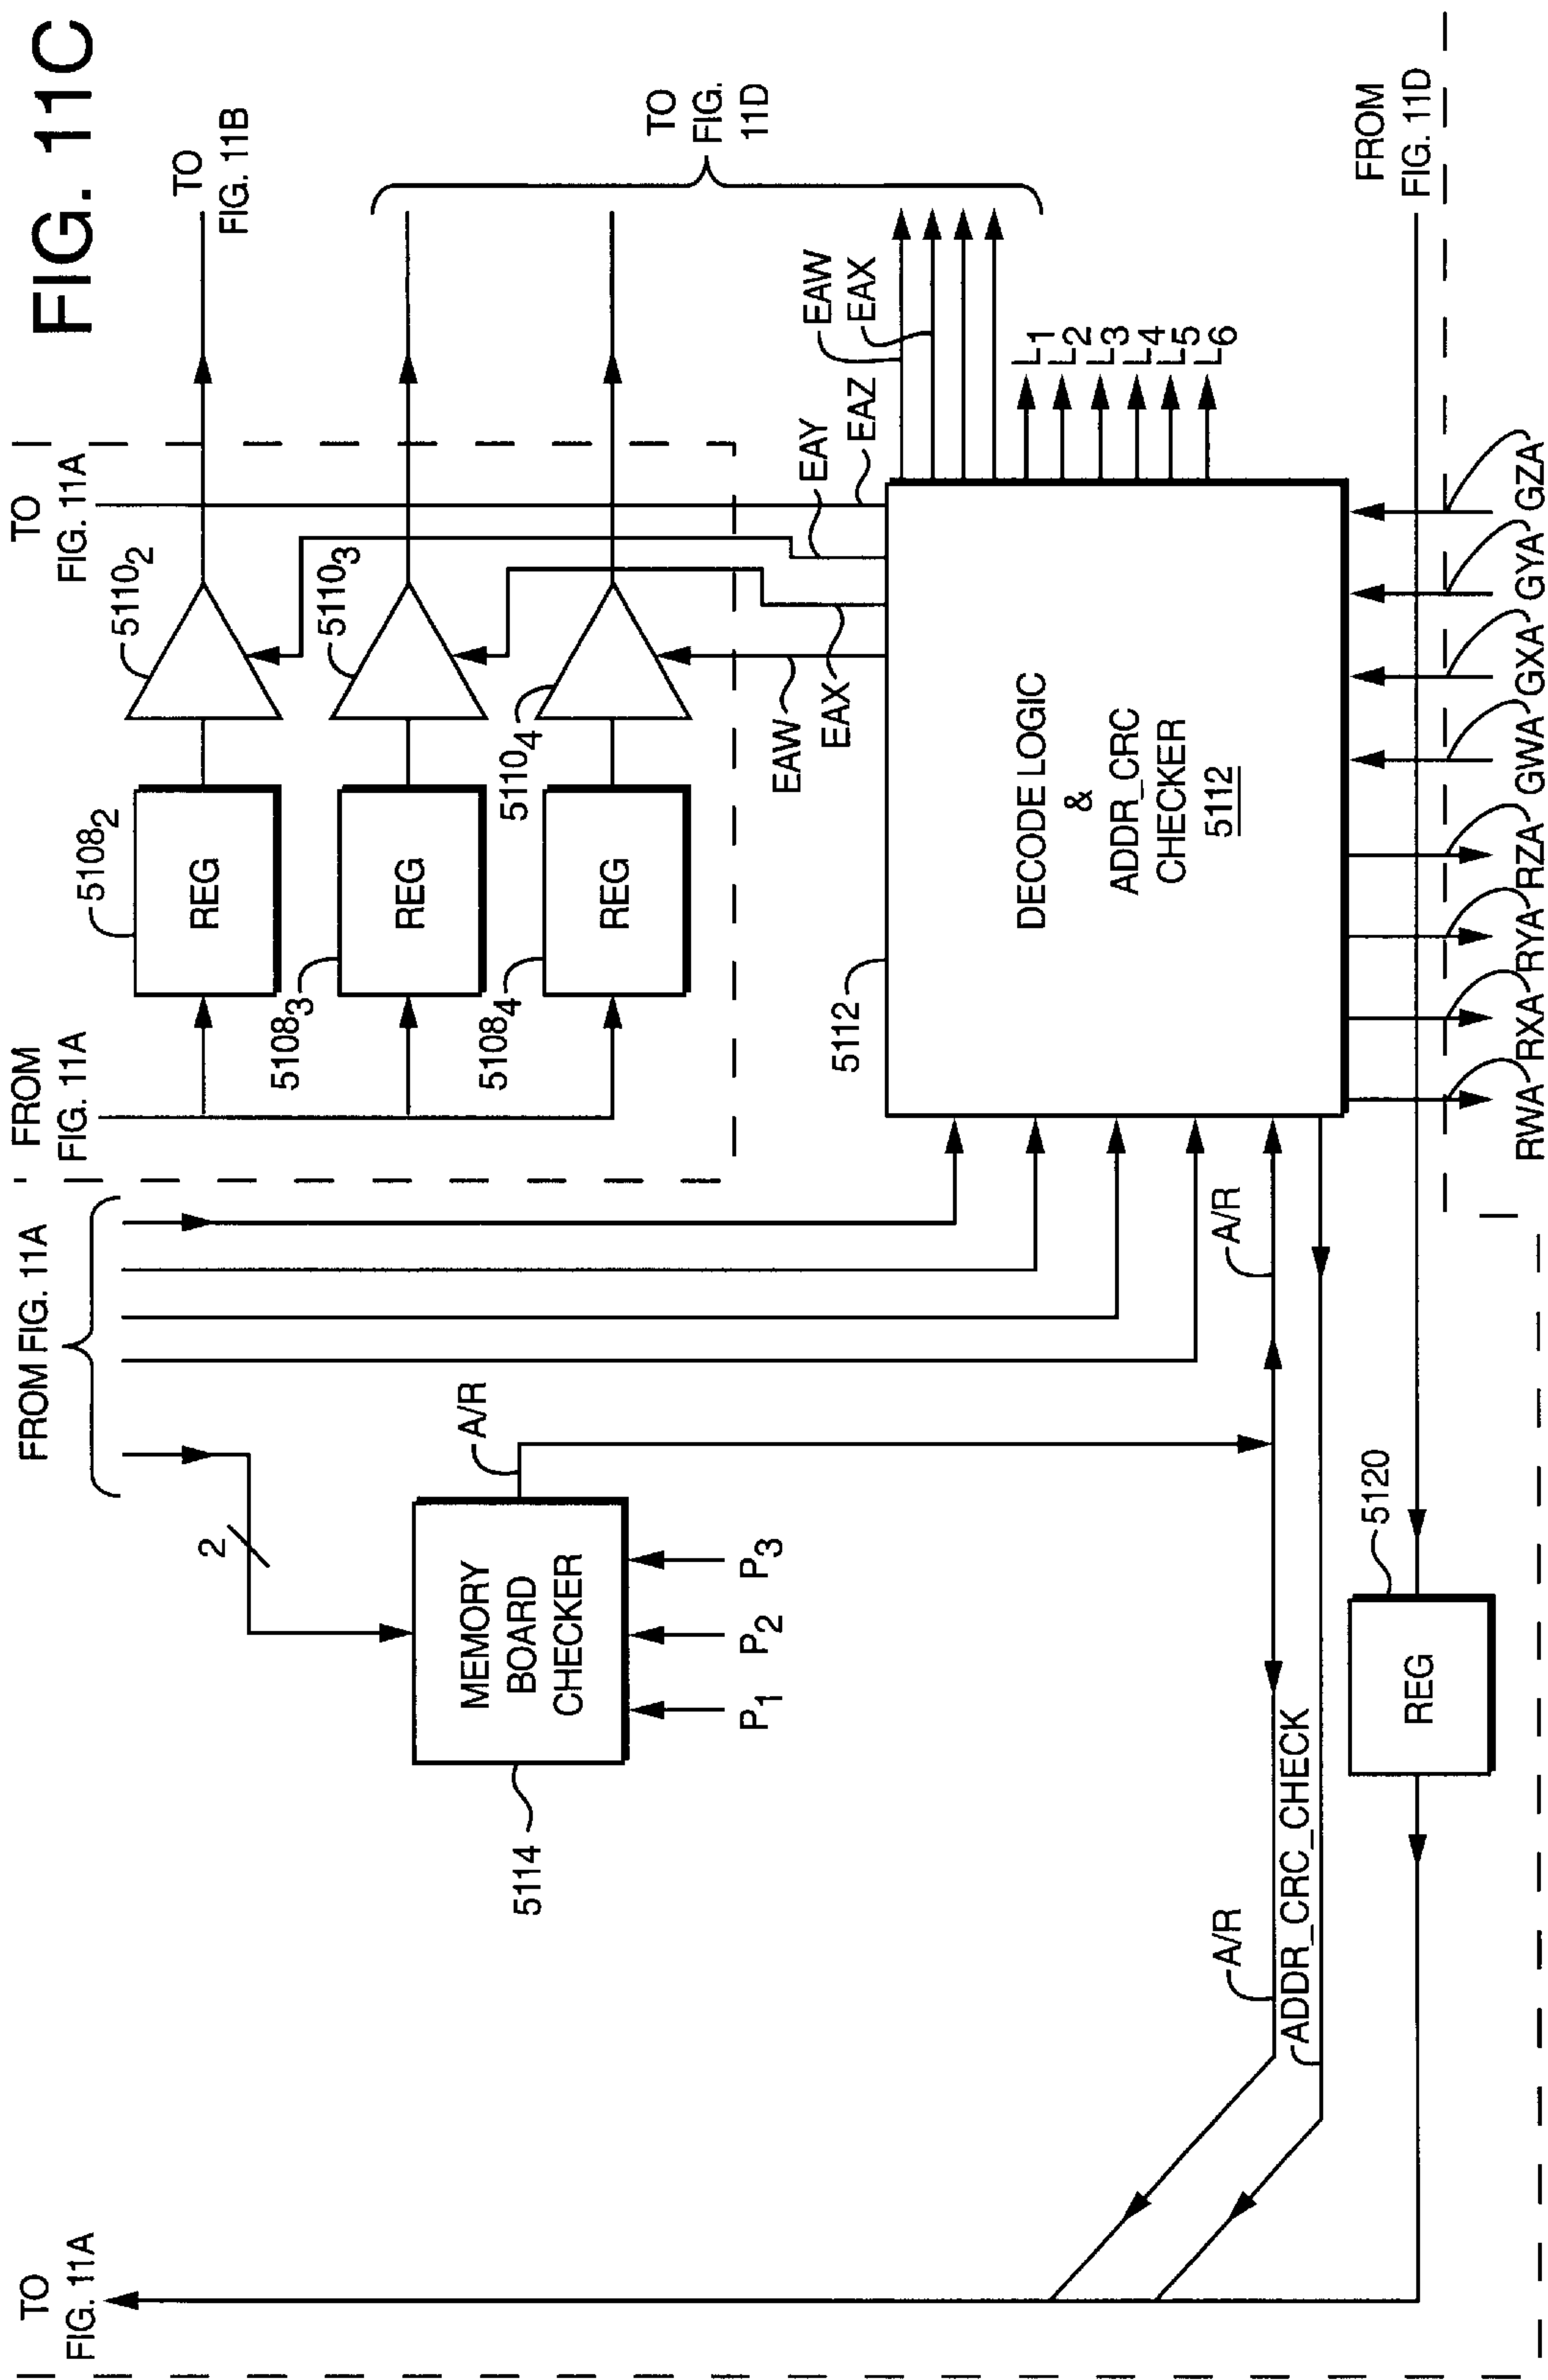 FIG. 11C
TO
FIG. 11A
FROM FIG. 11A
FROM
FIG. 11A
TO
FIG. 11A
TO
FIG. 11B
TO
FIG.
11D
5108₂
REG
5110₂
5108₃
REG
5110₃
5108₄
REG
5110₄
2
A/R
MEMORY
BOARD
CHECKER
5114
P₁
P₂
P₃
EAW
EAX
EAY
EAZ
EAW
EAX
5112
DECODE LOGIC
&
ADDR_CRC
CHECKER
5112
L₁
L₂
L₃
L₄
L₅
L₆
A/R
A/R
ADDR_CRC_CHECK
5120
REG
FROM
FIG. 11D
RWA
RXA
RYA
RZA
GWA
GXA
GYA
GZA